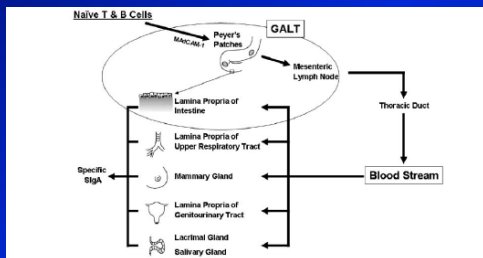 Naïve T & B Cells
MAdCAM-1
Peyer's
Patches
GALT
Mesenteric
Lymph Node
Thoracic Duct
Blood Stream
Lamina Propria of
Intestine
Lamina Propria of
Upper Respiratory Tract
Specific
SIgA
Mammary Gland
Lamina Propria of
Genitourinary Tract
Lacrimal Gland
Salivary Gland